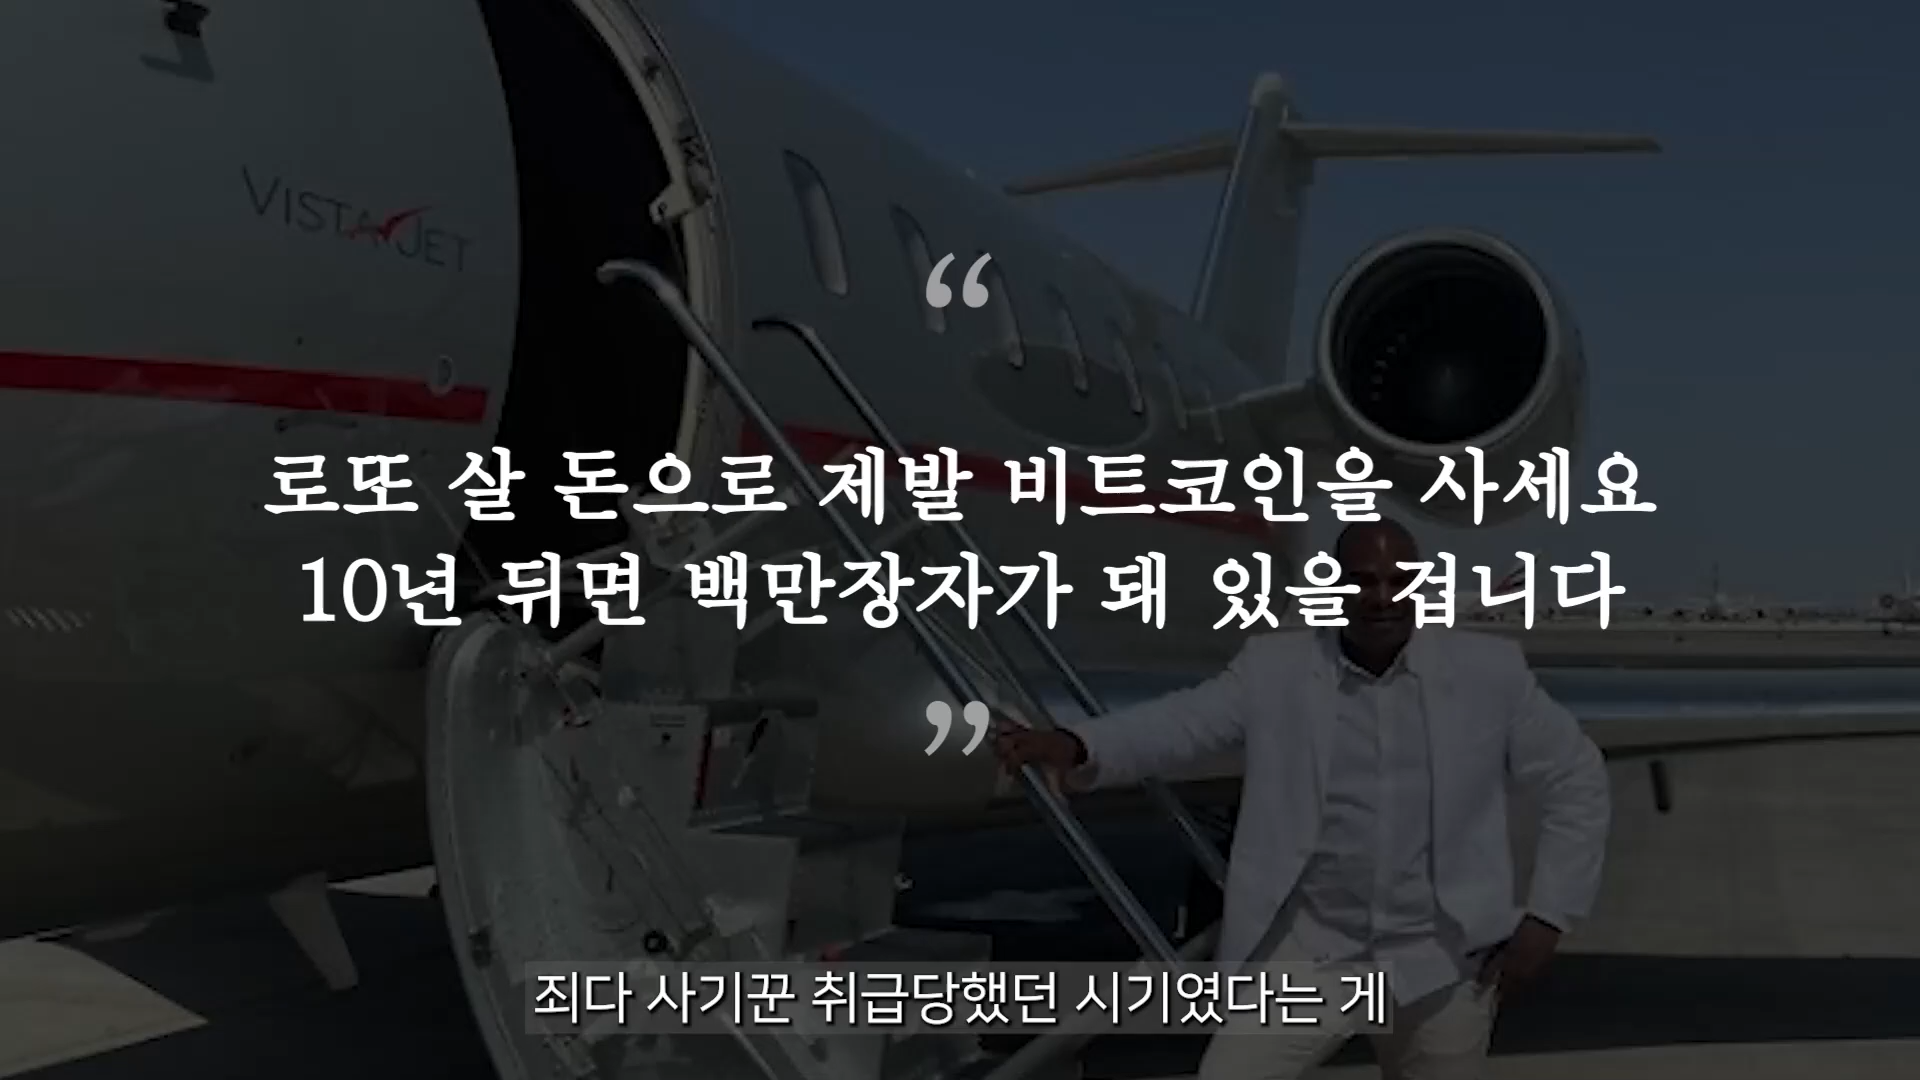 VISTAJET
“
로또 살 돈으로 제발 비트코인을 사세요
10년 뒤면 백만장자가 돼 있을 겁니다
”
죄다 사기꾼 취급당했던 시기였다는 게